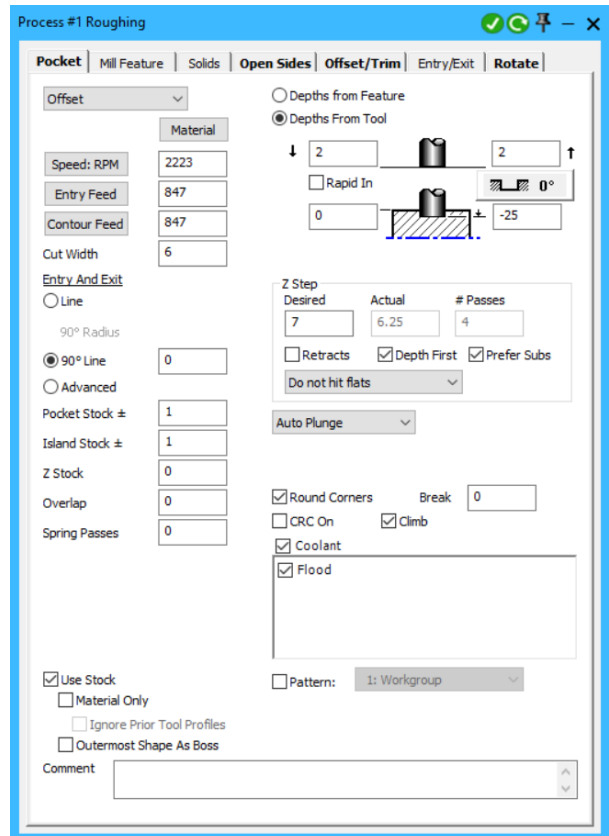 Process #1 Roughing
Pocket Mill Feature Solids Open Sides Offset/Trim Entry/Exit Rotate
Offset
Material
Speed: RPM 2223
Entry Feed 847
Contour Feed 847
Cut Width 6
Entry And Exit
Line
90° Radius
90° Line 0
Advanced
Pocket Stock ± 1
Island Stock ± 1
Z Stock 0
Overlap 0
Spring Passes 0
Depths from Feature
Depths From Tool
2 2
Rapid In
0°
0 -25
Z Step
Desired Actual # Passes
7 6.25 4
Retracts Depth First Prefer Subs
Do not hit flats
Auto Plunge
Round Corners Break 0
CRC On Climb
Coolant
Flood
Use Stock
Material Only
Ignore Prior Tool Profiles
Outermost Shape As Boss
Pattern: 1: Workgroup
Comment